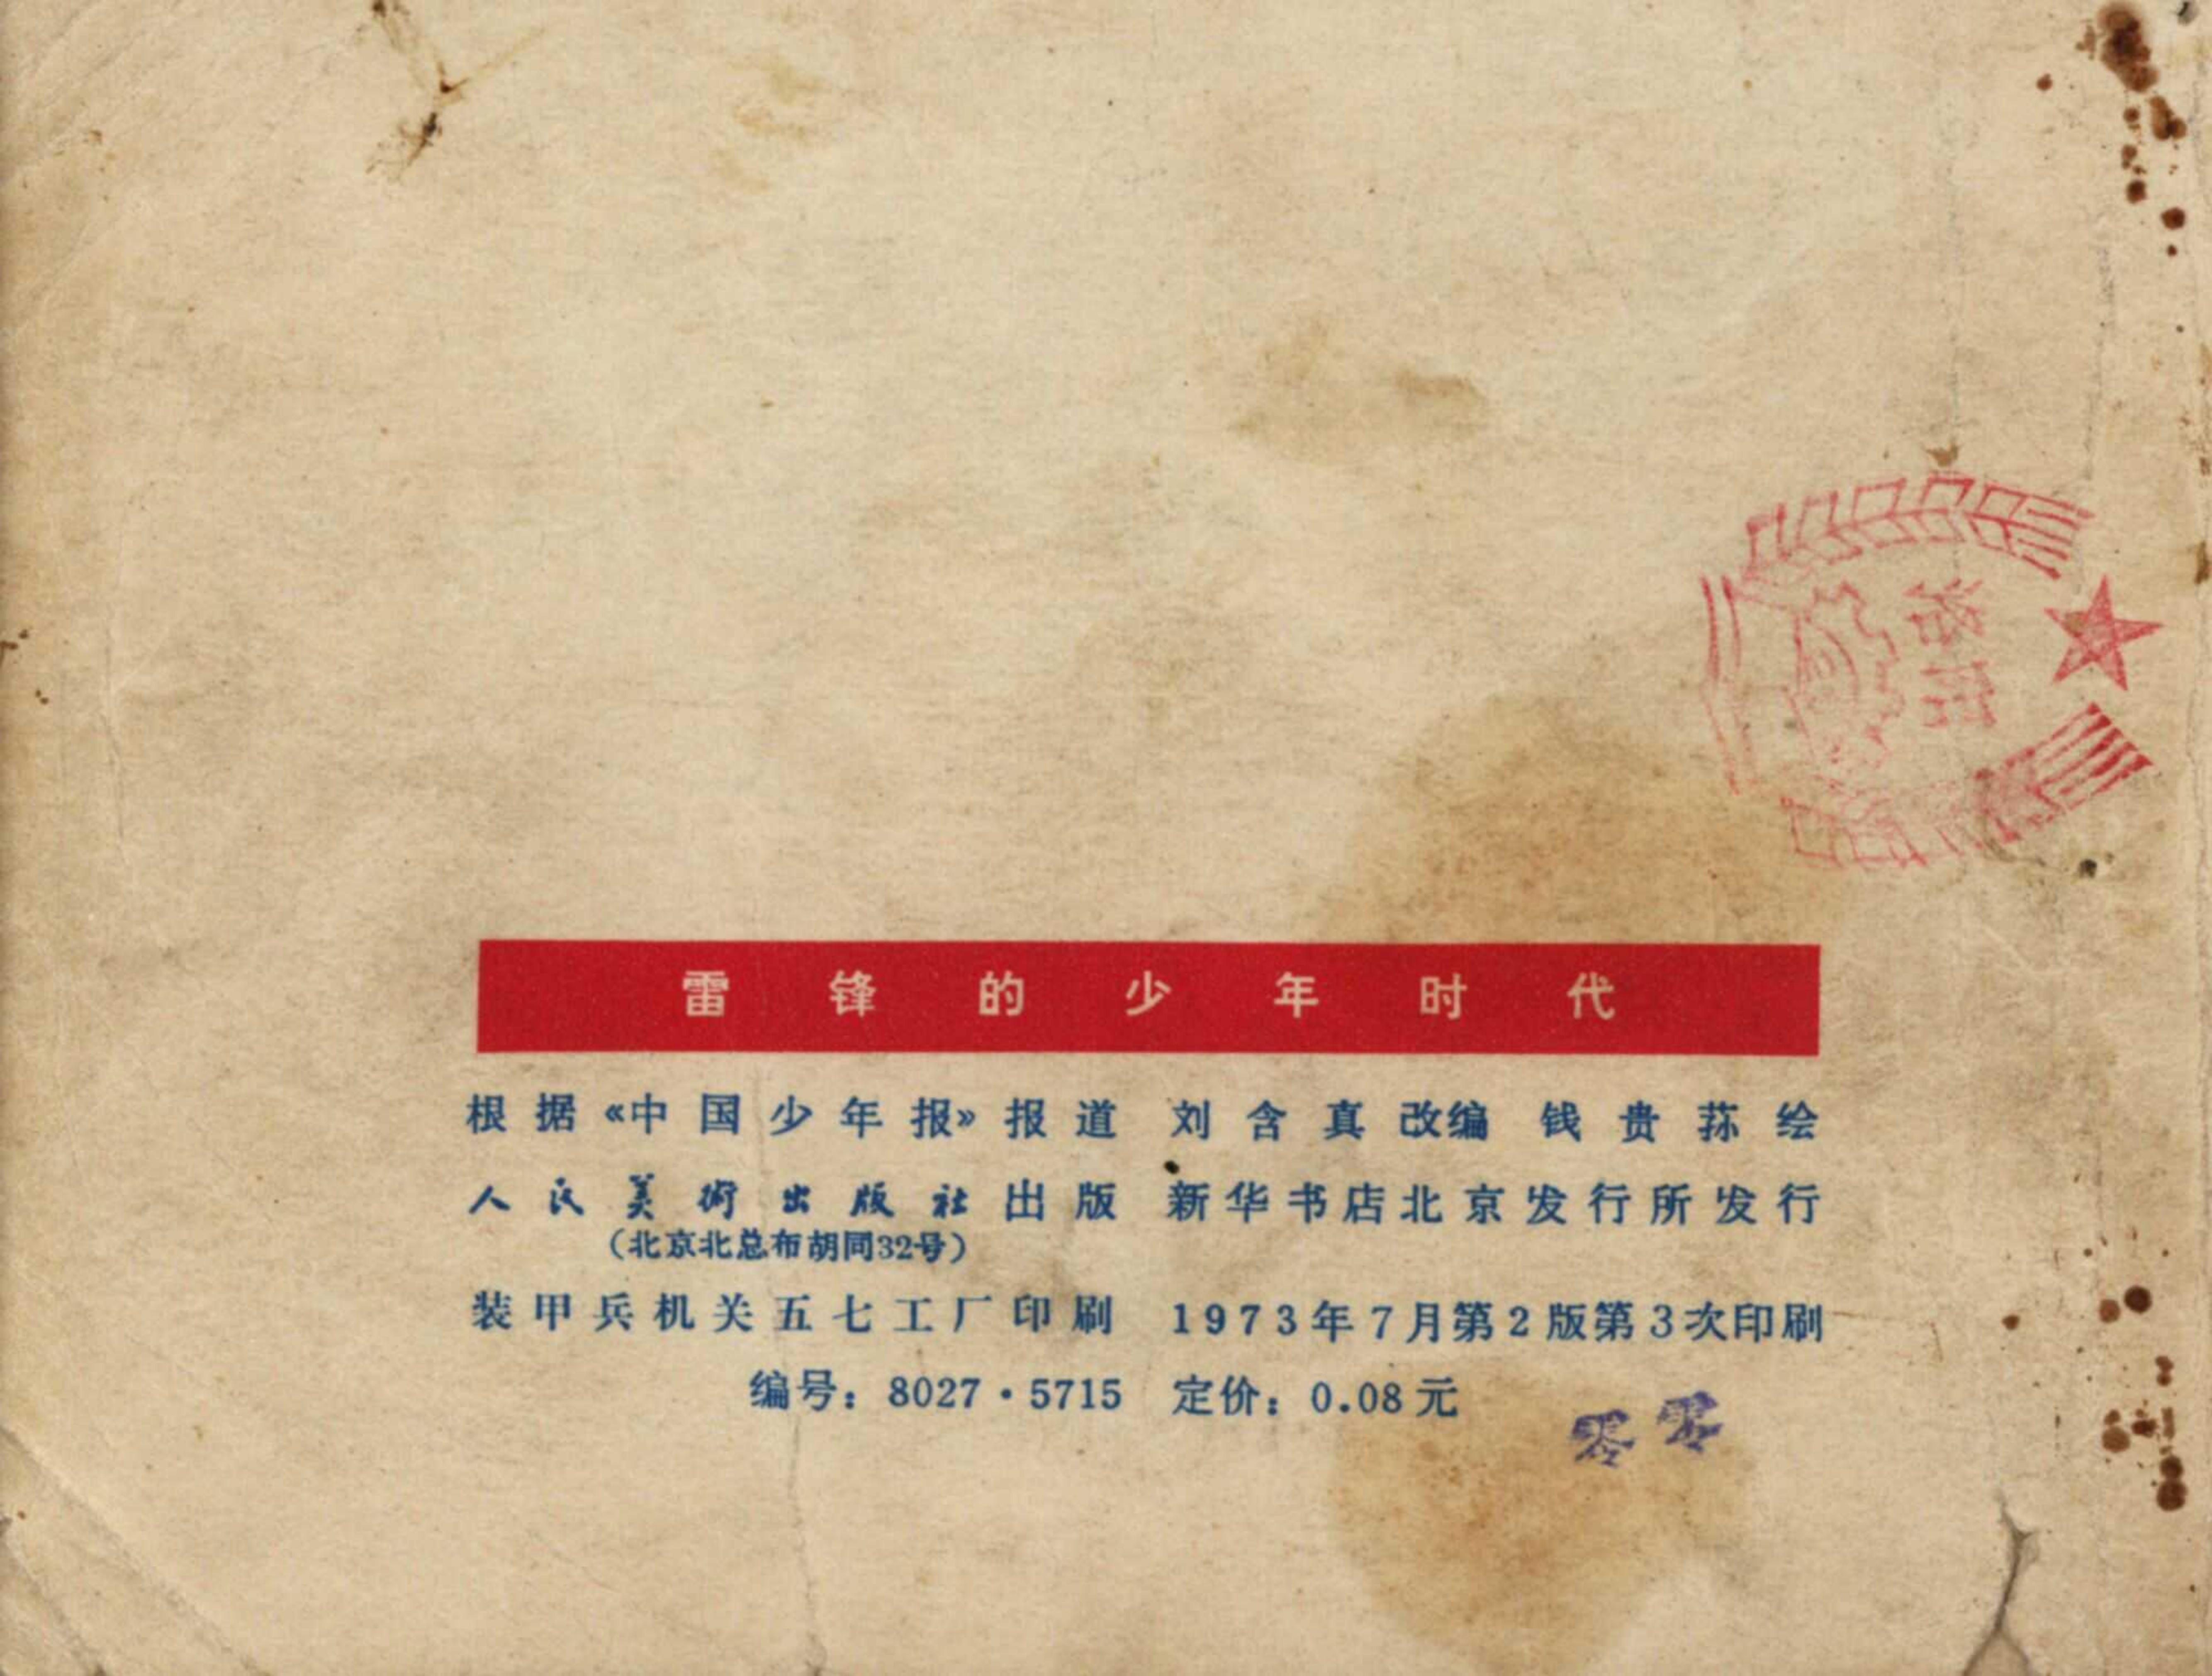 雷锋的少年时代
根据《中国少年报》报道 刘含真改编 钱贵荪绘
人民美術出版社出版 新华书店北京发行所发行
（北京北总布胡同32号）
装甲兵机关五七工厂印刷 1973年7月第2版第3次印刷
编号：8027·5715 定价：0.08元
零零